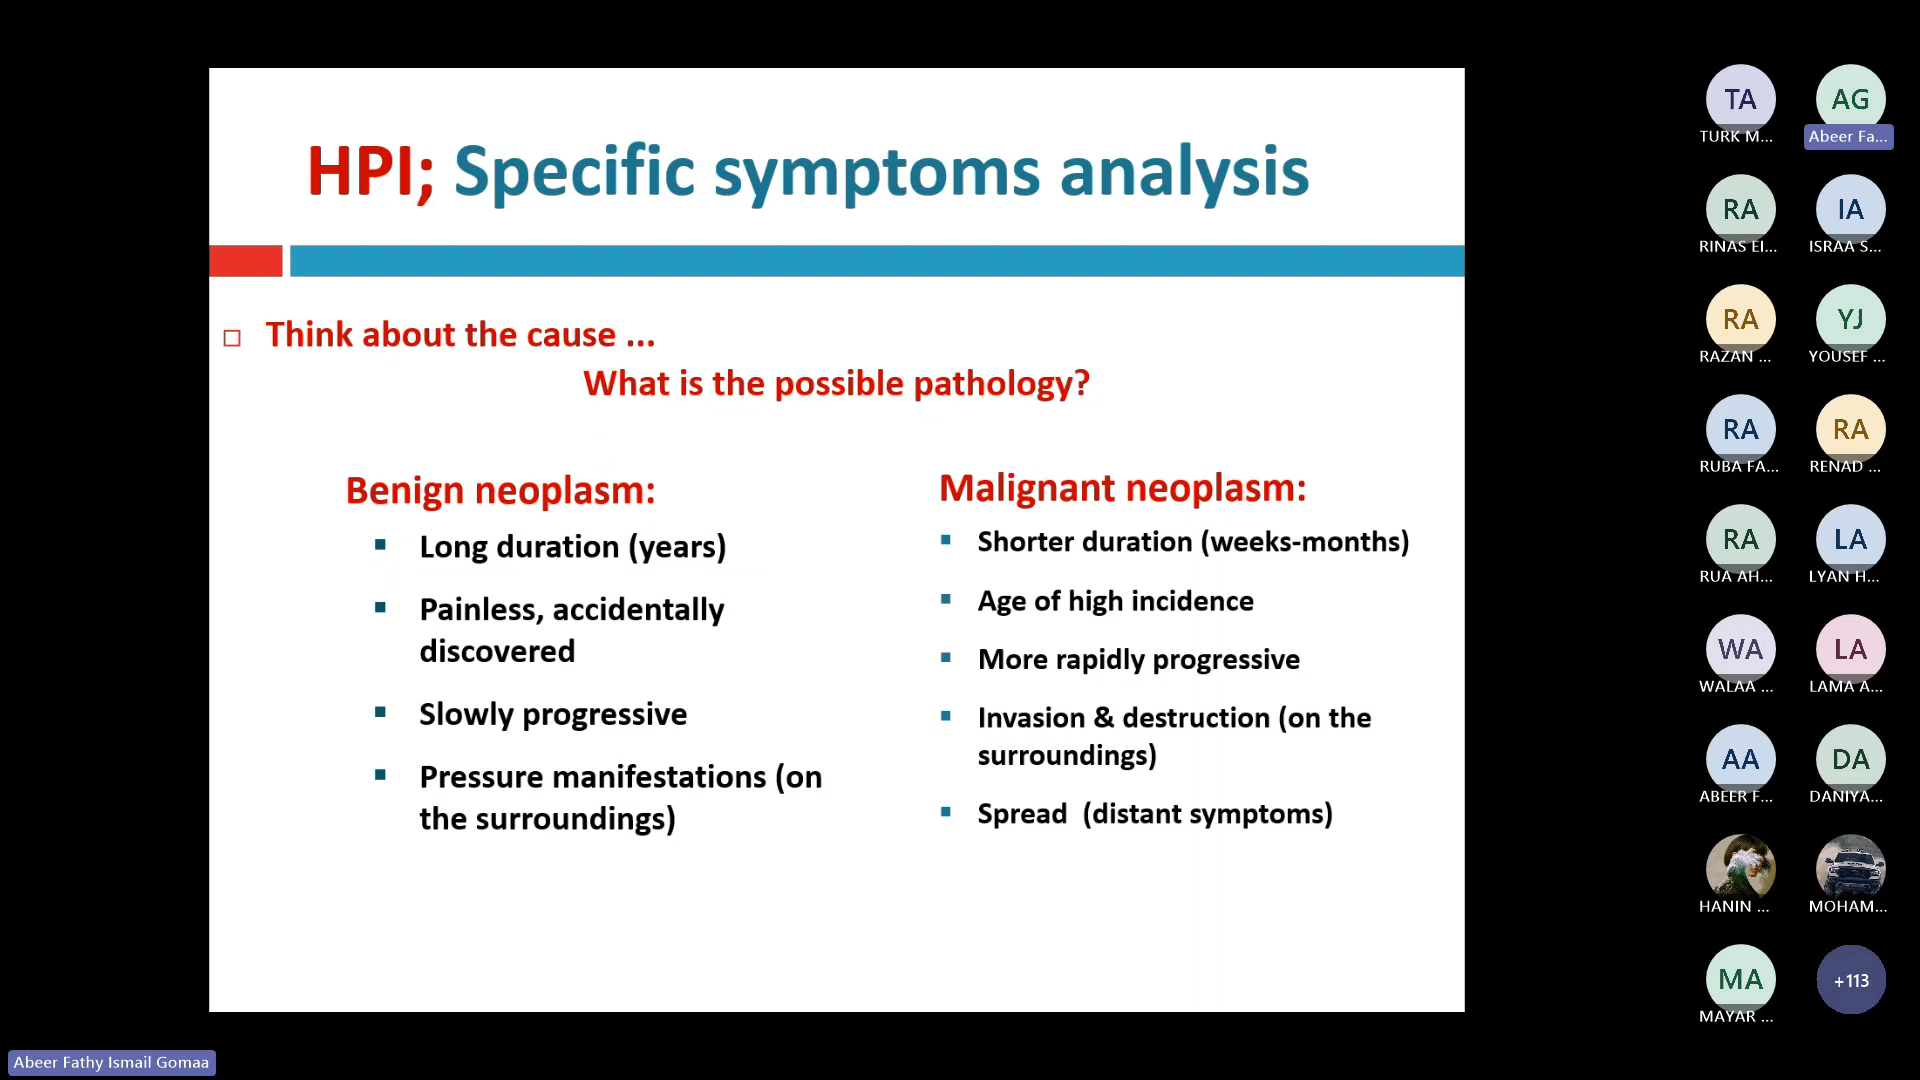 HPI; Specific symptoms analysis
Think about the cause ...
What is the possible pathology?
Benign neoplasm:
Long duration (years)
Painless, accidentally
discovered
Slowly progressive
Pressure manifestations (on
the surroundings)
Malignant neoplasm:
Shorter duration (weeks-months)
Age of high incidence
More rapidly progressive
Invasion & destruction (on the
surroundings)
Spread (distant symptoms)
TA
TURK M...
AG
Abeer Fa...
RA
RINAS EI...
IA
ISRAA S...
RA
RAZAN ...
YJ
YOUSEF ...
RA
RUBA FA...
RA
RENAD ...
RA
RUA AH...
LA
LYAN H...
WA
WALAA ...
LA
LAMA A...
AA
ABEER F...
DA
DANIYA...
HANIN ...
MOHAM...
MA
MAYAR ...
+113
Abeer Fathy Ismail Gomaa